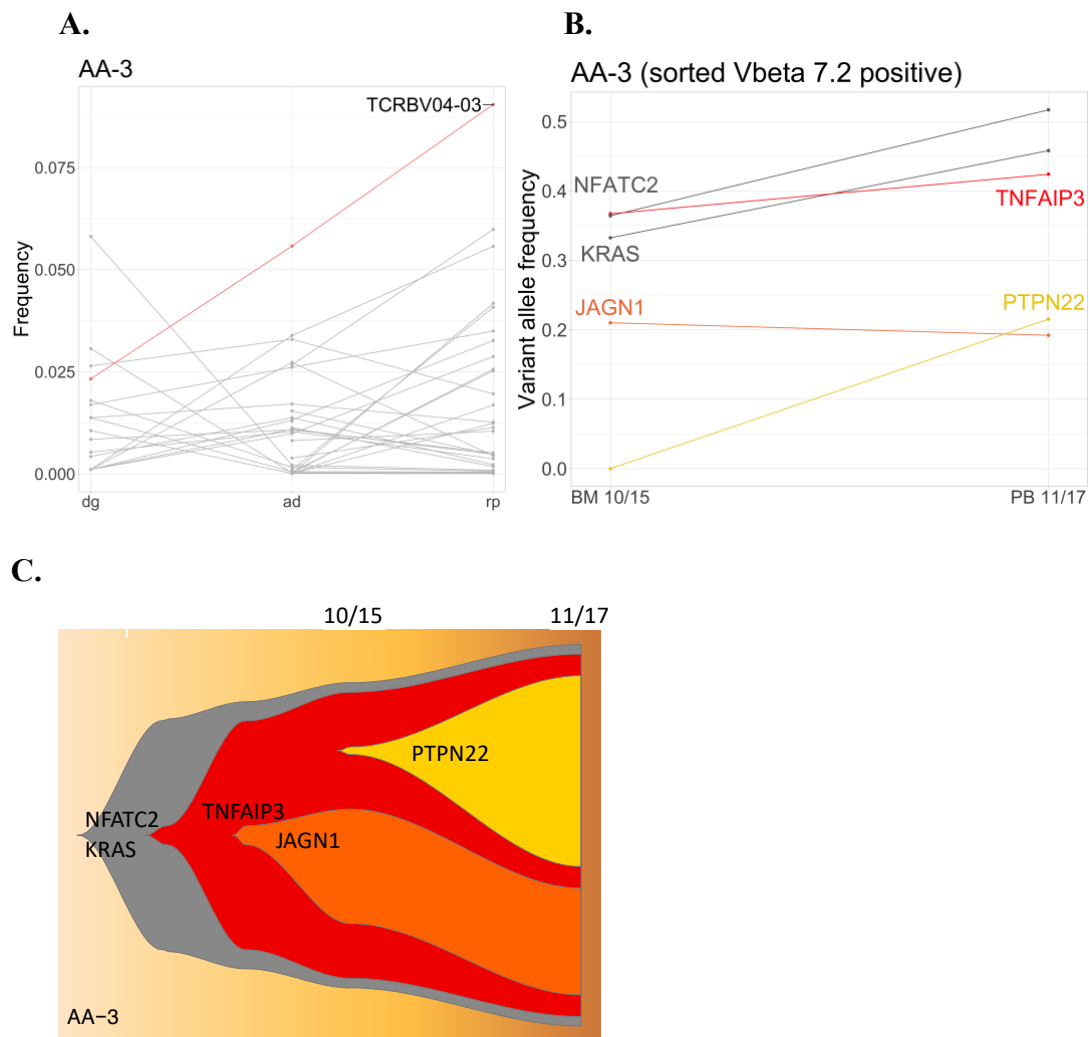 A.
AA-3
TCRBV04-03
0.075
0.050
0.025
0.000
Frequency
dg
ad
rp
B.
AA-3 (sorted Vbeta 7.2 positive)
0.5
0.4
0.3
0.2
0.1
0.0
Variant allele frequency
NFATC2
KRAS
JAGN1
TNFAIP3
PTPN22
BM 10/15
PB 11/17
C.
10/15
11/17
NFATC2
KRAS
TNFAIP3
JAGN1
PTPN22
AA−3